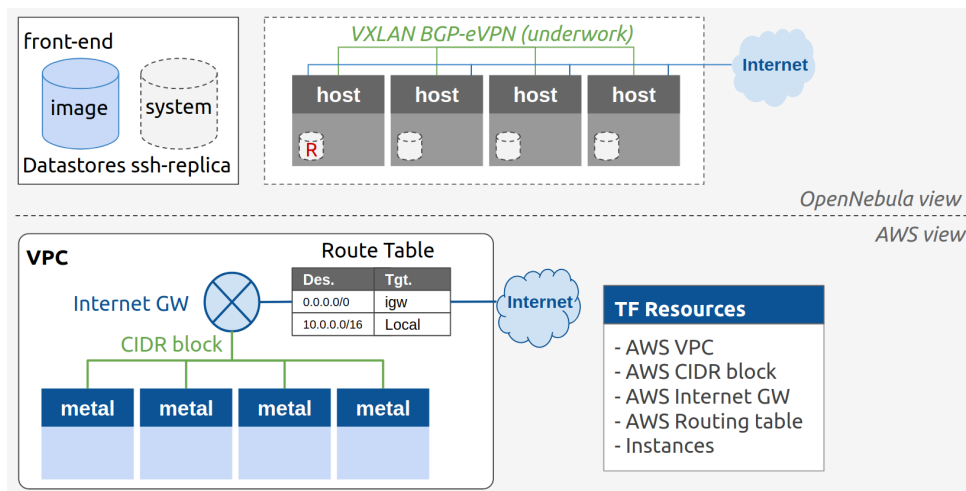 front-end
image
system
Datastores ssh-replica
VXLAN BGP-eVPN (underwork)
host
host
host
host
R
Internet
OpenNebula view
AWS view
VPC
Route Table
Des. Tgt.
0.0.0.0/0 igw
10.0.0.0/16 Local
Internet GW
Internet
CIDR block
metal
metal
metal
metal
TF Resources
- AWS VPC
- AWS CIDR block
- AWS Internet GW
- AWS Routing table
- Instances